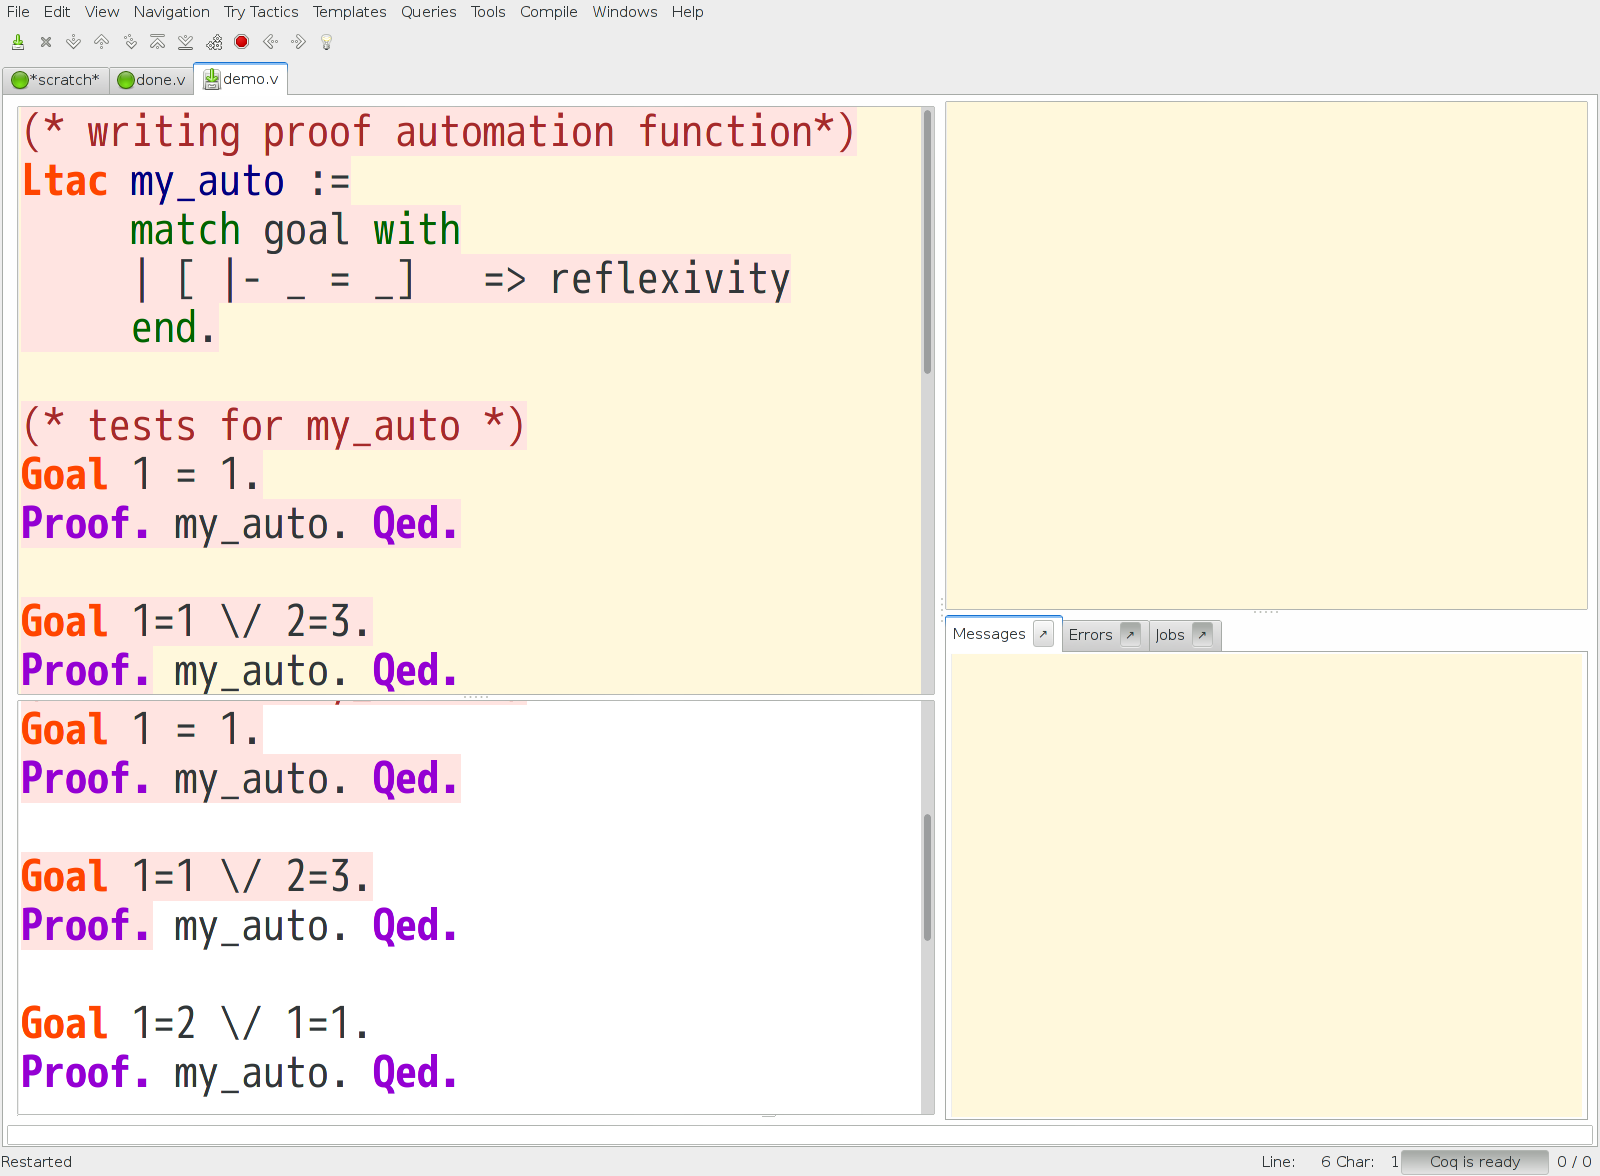 File Edit View Navigation Try Tactics Templates Queries Tools Compile Windows Help
*scratch* done.v demo.v
(* writing proof automation function*)
Ltac my_auto :=
     match goal with
     | [ |- _ = _]   => reflexivity
     end.
(* tests for my_auto *)
Goal 1 = 1.
Proof. my_auto. Qed.
Goal 1=1 \/ 2=3.
Proof. my_auto. Qed.
Goal 1 = 1.
Proof. my_auto. Qed.
Goal 1=1 \/ 2=3.
Proof. my_auto. Qed.
Goal 1=2 \/ 1=1.
Proof. my_auto. Qed.
Messages Errors Jobs
Restarted Line: 6 Char: 1 Coq is ready 0 / 0